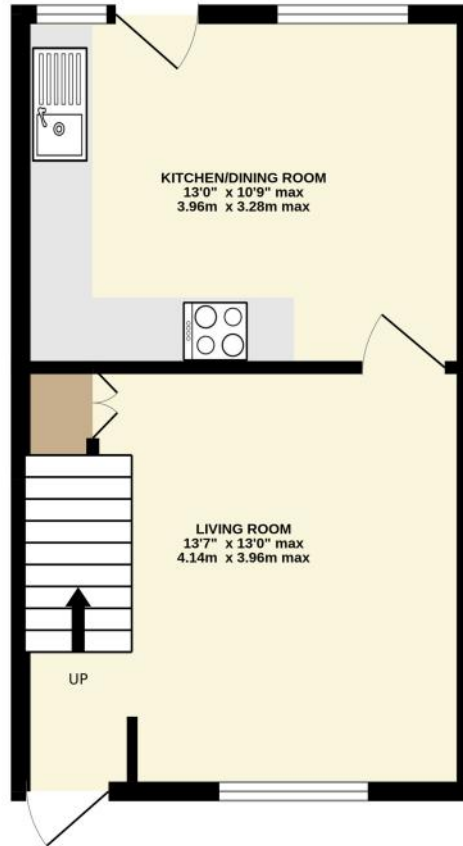 KITCHEN/DINING ROOM
13'0" x 10'9" max
3.96m x 3.28m max
LIVING ROOM
13'7" x 13'0" max
4.14m x 3.96m max
UP